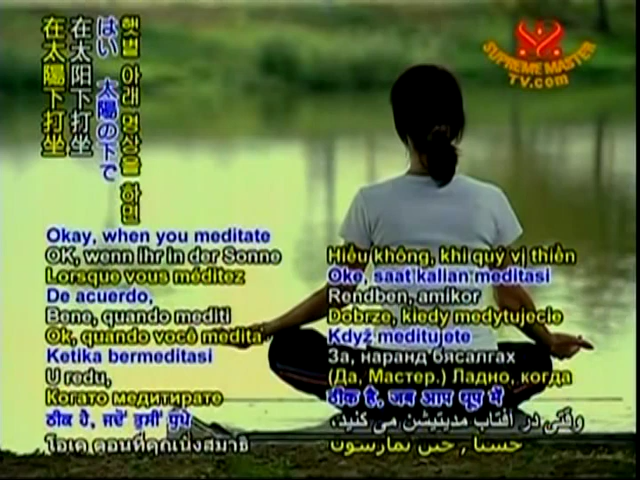 在太陽下打坐
在太阳下打坐
はい 太陽の下で
햇볕 아래 명상을 하면
SUPREME MASTER
TV.com
Okay, when you meditate
OK, wenn Ihr in der Sonne
Lorsque vous méditez
De acuerdo,
Bene, quando mediti
Ok, quando você medita
Ketika bermeditasi
U redu,
Когато медитирате
ਠੀਕ ਹੈ, ਜਦੋਂ ਤੁਸੀਂ ਧੁੱਪੇ
โอเค ตอนที่คุณนั่งสมาธิ
Hiểu không, khi quý vị thiền
Oke, saat kalian meditasi
Rendben, amikor
Dobrze, kiedy medytujecie
Když meditujete
За, наранд бясалгах
(Да, Мастер.) Ладно, когда
ठीक है, जब आप धूप में
وقتی در آفتاب مدیتیشن می کنید،
حسنا ، حين تمارسون